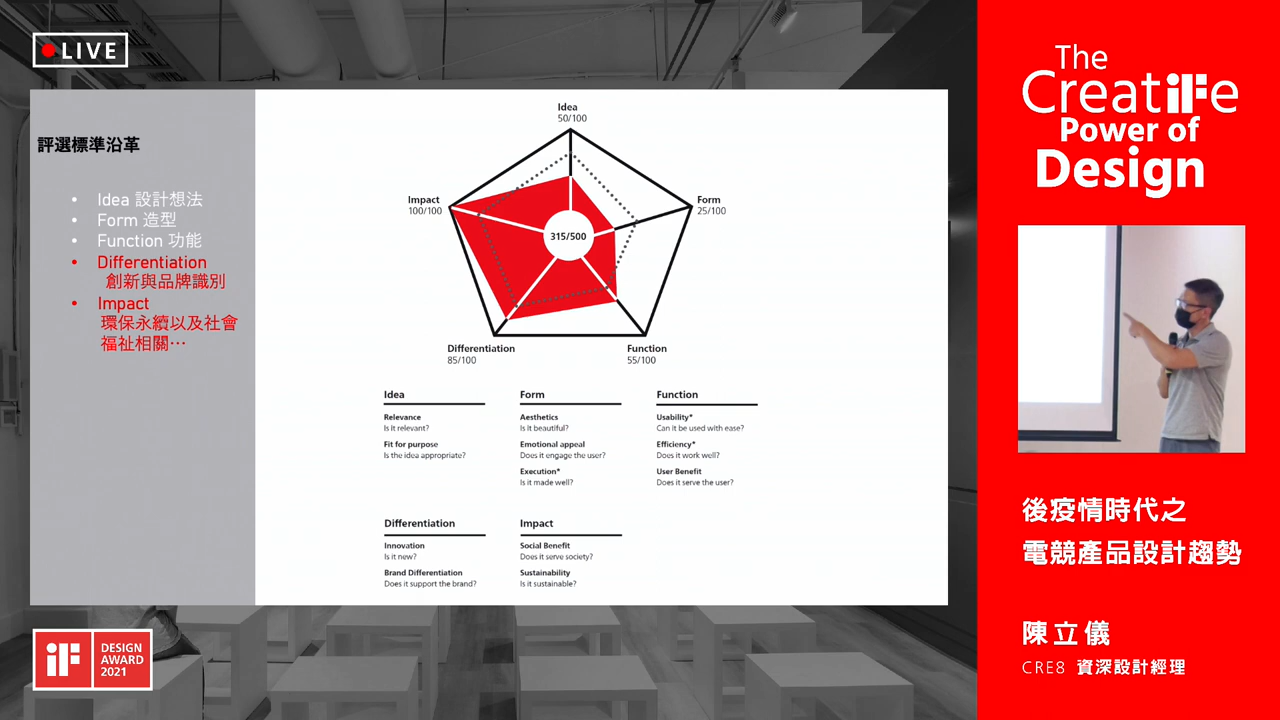 LIVE
評選標準沿革
• Idea 設計想法
• Form 造型
• Function 功能
• Differentiation
創新與品牌識別
• Impact
環保永續以及社會
福祉相關…
Idea
50/100
Impact
100/100
Form
25/100
315/500
Differentiation
85/100
Function
55/100
Idea
Relevance
Is it relevant?
Fit for purpose
Is the idea appropriate?
Form
Aesthetics
Is it beautiful?
Emotional appeal
Does it engage the user?
Execution*
Is it made well?
Function
Usability*
Can it be used with ease?
Efficiency*
Does it work well?
User Benefit
Does it serve the user?
Differentiation
Innovation
Is it new?
Brand Differentiation
Does it support the brand?
Impact
Social Benefit
Does it serve society?
Sustainability
Is it sustainable?
iF
DESIGN
AWARD
2021
The
CreatiFe
Power of
Design
後疫情時代之
電競產品設計趨勢
陳立儀
CRE8 資深設計經理